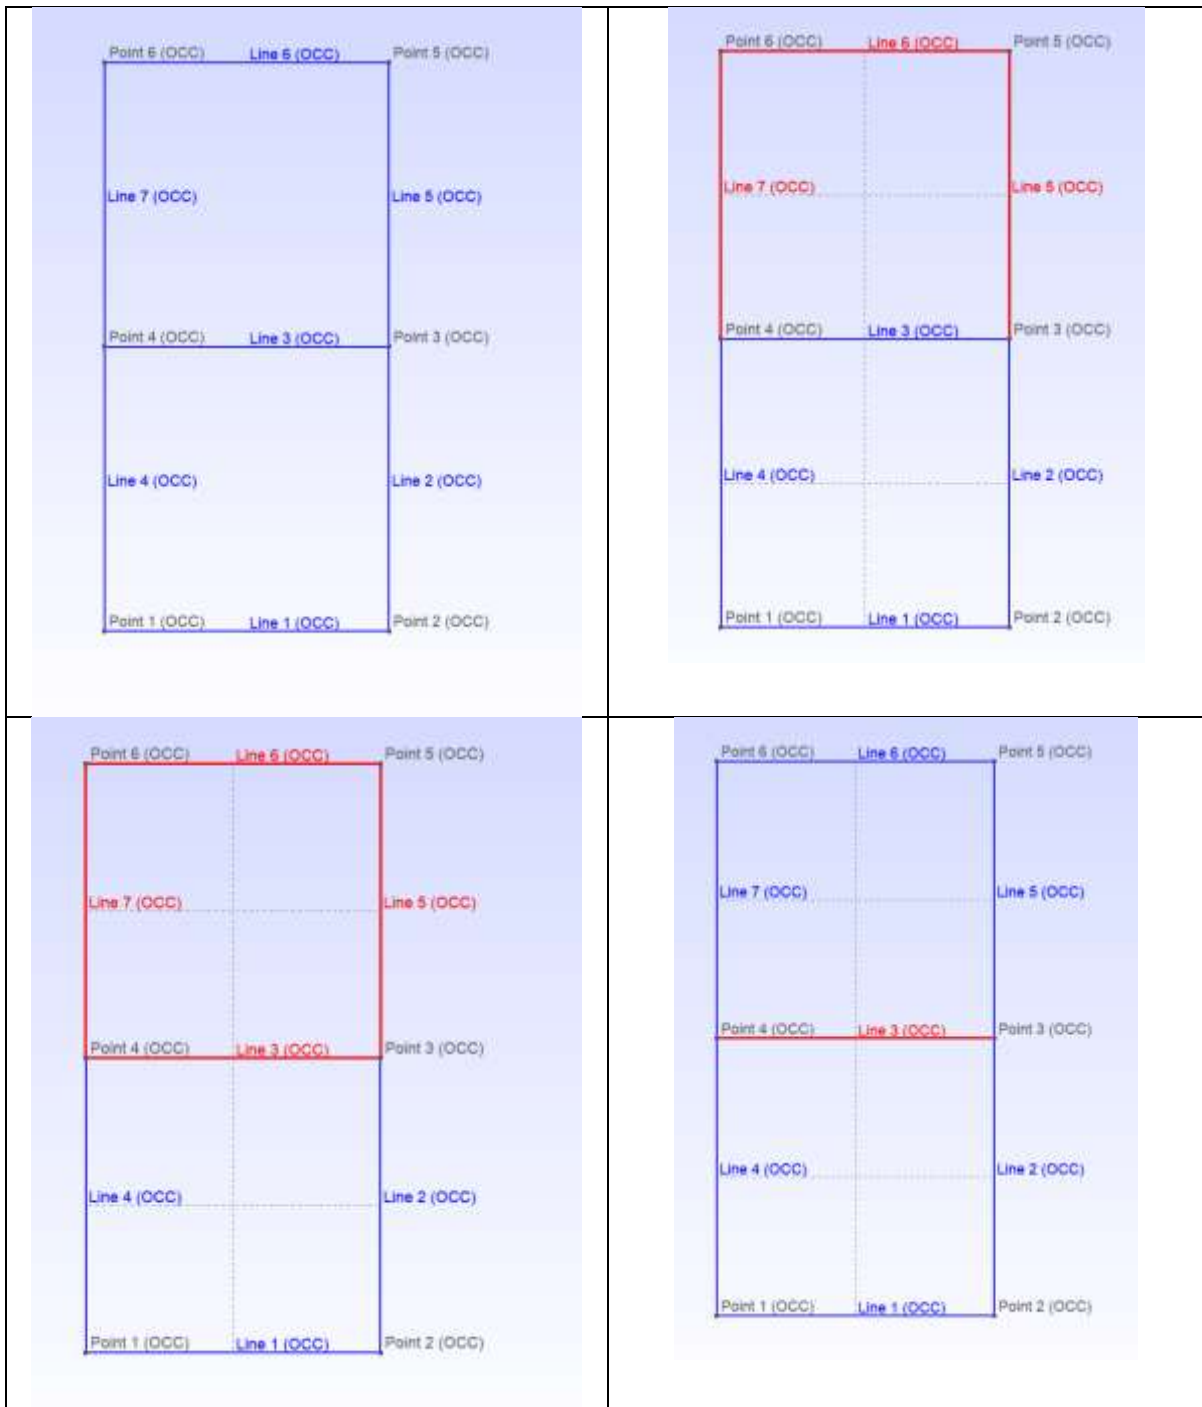 Point 6 (OCC) Line 6 (OCC) Point 5 (OCC)
Line 7 (OCC) Line 5 (OCC)
Point 4 (OCC) Line 3 (OCC) Point 3 (OCC)
Line 4 (OCC) Line 2 (OCC)
Point 1 (OCC) Line 1 (OCC) Point 2 (OCC)
Point 6 (OCC) Line 6 (OCC) Point 5 (OCC)
Line 7 (OCC) Line 5 (OCC)
Point 4 (OCC) Line 3 (OCC) Point 3 (OCC)
Line 4 (OCC) Line 2 (OCC)
Point 1 (OCC) Line 1 (OCC) Point 2 (OCC)
Point 6 (OCC) Line 6 (OCC) Point 5 (OCC)
Line 7 (OCC) Line 5 (OCC)
Point 4 (OCC) Line 3 (OCC) Point 3 (OCC)
Line 4 (OCC) Line 2 (OCC)
Point 1 (OCC) Line 1 (OCC) Point 2 (OCC)
Point 6 (OCC) Line 6 (OCC) Point 5 (OCC)
Line 7 (OCC) Line 5 (OCC)
Point 4 (OCC) Line 3 (OCC) Point 3 (OCC)
Line 4 (OCC) Line 2 (OCC)
Point 1 (OCC) Line 1 (OCC) Point 2 (OCC)